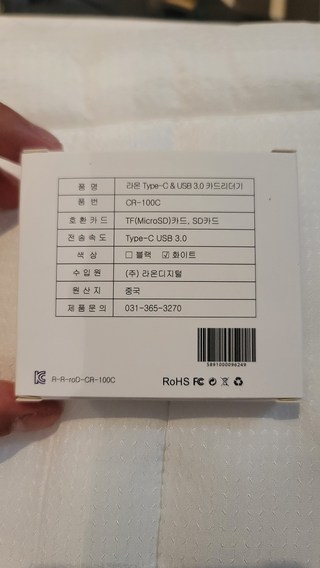 품 명 라온 Type-C & USB 3.0 카드리더기
품 번 CR-100C
호 환 카 드 TF(MicroSD)카드, SD카드
전 송 속 도 Type-C USB 3.0
색 상 ☐ 블랙 ☑ 화이트
수 입 원 (주) 라온디지털
원 산 지 중국
제 품 문 의 031-365-3270
5891000096249
R-R-raD-CR-100C
RoHS FC